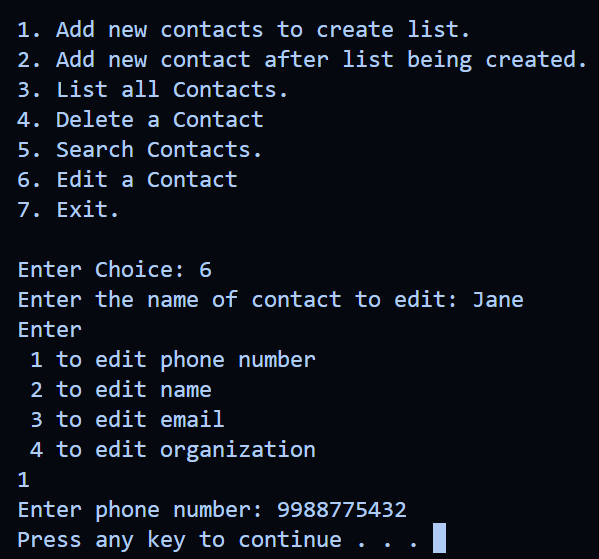 1. Add new contacts to create list.
2. Add new contact after list being created.
3. List all Contacts.
4. Delete a Contact
5. Search Contacts.
6. Edit a Contact
7. Exit.
Enter Choice: 6
Enter the name of contact to edit: Jane
Enter
1 to edit phone number
2 to edit name
3 to edit email
4 to edit organization
1
Enter phone number: 9988775432
Press any key to continue . . .